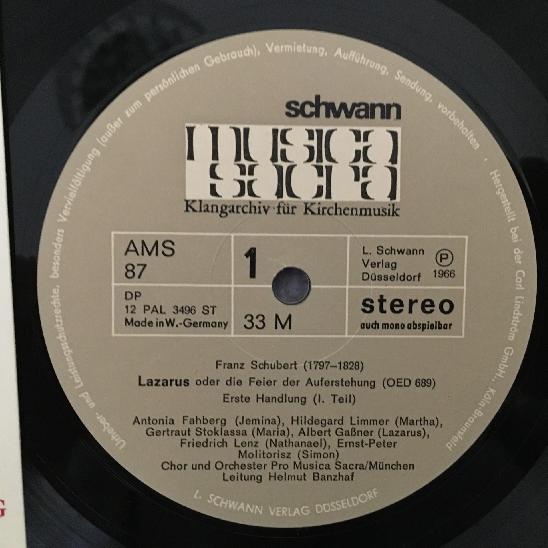 schwann
musica
sacra
Klangarchiv für Kirchenmusik
AMS
87
1
L. Schwann
Verlag
Düsseldorf
P
1966
DP
12 PAL 3496 ST
Made in W.-Germany
33 M
stereo
auch mono abspielbar
Franz Schubert (1797-1828)
Lazarus oder die Feier der Auferstehung (OED 689)
Erste Handlung (I. Teil)
Antonia Fahberg (Jemina), Hildegard Limmer (Martha),
Gertraut Stoklassa (Maria), Albert Gaßner (Lazarus),
Friedrich Lenz (Nathanael), Ernst-Peter
Molitorisz (Simon)
Chor und Orchester Pro Musica Sacra/München
Leitung Helmut Banzhaf
L. SCHWANN VERLAG DÜSSELDORF
Urheber- und Leistungsschutzrechte, besonders Vervielfältigung (außer zum persönlichen Gebrauch), Vermietung, Aufführung, Sendung, vorbehalten · Hergestellt bei der Carl Lindström GmbH., Köln-Braunsfeld
G